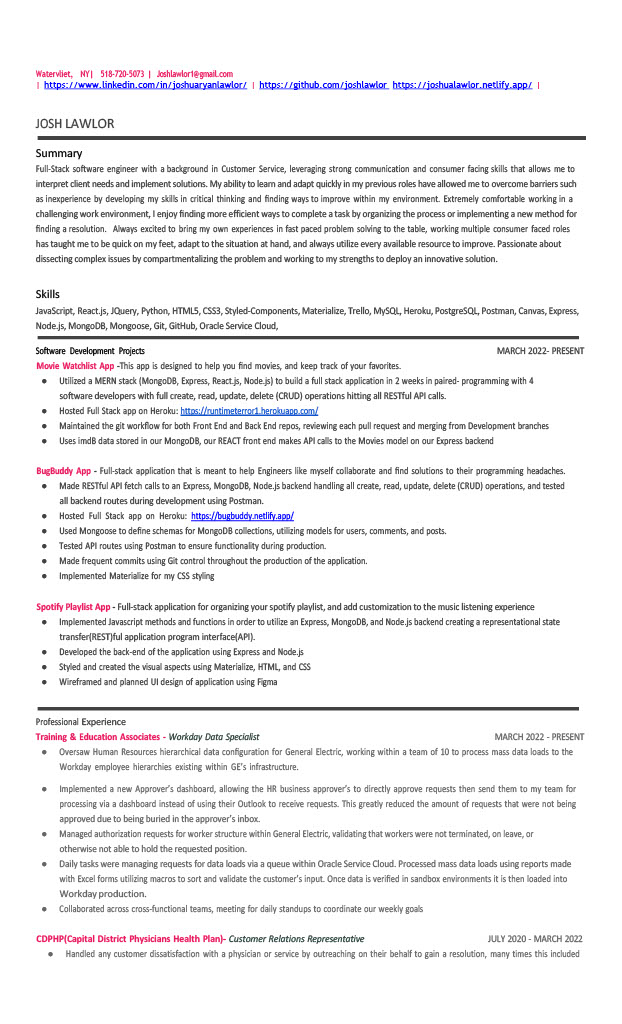 Watervliet, NY| 518-720-5073 | Joshlawlor1@gmail.com
| https://www.linkedin.com/in/joshuaryanlawlor/ | https://github.com/joshlawlor https://joshualawlor.netlify.app/ |
JOSH LAWLOR
Summary
Full-Stack software engineer with a background in Customer Service, leveraging strong communication and consumer facing skills that allows me to
interpret client needs and implement solutions. My ability to learn and adapt quickly in my previous roles have allowed me to overcome barriers such
as inexperience by developing my skills in critical thinking and finding ways to improve within my environment. Extremely comfortable working in a
challenging work environment, I enjoy finding more efficient ways to complete a task by organizing the process or implementing a new method for
finding a resolution. Always excited to bring my own experiences in fast paced problem solving to the table, working multiple consumer faced roles
has taught me to be quick on my feet, adapt to the situation at hand, and always utilize every available resource to improve. Passionate about
dissecting complex issues by compartmentalizing the problem and working to my strengths to deploy an innovative solution.
Skills
JavaScript, React.js, JQuery, Python, HTML5, CSS3, Styled-Components, Materialize, Trello, MySQL, Heroku, PostgreSQL, Postman, Canvas, Express,
Node.js, MongoDB, Mongoose, Git, GitHub, Oracle Service Cloud,
Software Development Projects MARCH 2022- PRESENT
Movie Watchlist App -This app is designed to help you find movies, and keep track of your favorites.
● Utilized a MERN stack (MongoDB, Express, React.js, Node.js) to build a full stack application in 2 weeks in paired- programming with 4
software developers with full create, read, update, delete (CRUD) operations hitting all RESTful API calls.
● Hosted Full Stack app on Heroku: https://runtimeterror1.herokuapp.com/
● Maintained the git workflow for both Front End and Back End repos, reviewing each pull request and merging from Development branches
● Uses imdB data stored in our MongoDB, our REACT front end makes API calls to the Movies model on our Express backend
BugBuddy App - Full-stack application that is meant to help Engineers like myself collaborate and find solutions to their programming headaches.
● Made RESTful API fetch calls to an Express, MongoDB, Node.js backend handling all create, read, update, delete (CRUD) operations, and tested
all backend routes during development using Postman.
● Hosted Full Stack app on Heroku: https://bugbuddy.netlify.app/
● Used Mongoose to define schemas for MongoDB collections, utilizing models for users, comments, and posts.
● Tested API routes using Postman to ensure functionality during production.
● Made frequent commits using Git control throughout the production of the application.
● Implemented Materialize for my CSS styling
Spotify Playlist App - Full-stack application for organizing your spotify playlist, and add customization to the music listening experience
● Implemented Javascript methods and functions in order to utilize an Express, MongoDB, and Node.js backend creating a representational state
transfer(REST)ful application program interface(API).
● Developed the back-end of the application using Express and Node.js
● Styled and created the visual aspects using Materialize, HTML, and CSS
● Wireframed and planned UI design of application using Figma
Professional Experience
Training & Education Associates - Workday Data Specialist MARCH 2022 - PRESENT
● Oversaw Human Resources hierarchical data configuration for General Electric, working within a team of 10 to process mass data loads to the
Workday employee hierarchies existing within GE's infrastructure.
● Implemented a new Approver's dashboard, allowing the HR business approver's to directly approve requests then send them to my team for
processing via a dashboard instead of using their Outlook to receive requests. This greatly reduced the amount of requests that were not being
approved due to being buried in the approver's inbox.
● Managed authorization requests for worker structure within General Electric, validating that workers were not terminated, on leave, or
otherwise not able to hold the requested position.
● Daily tasks were managing requests for data loads via a queue within Oracle Service Cloud. Processed mass data loads using reports made
with Excel forms utilizing macros to sort and validate the customer's input. Once data is verified in sandbox environments it is then loaded into
Workday production.
● Collaborated across cross-functional teams, meeting for daily standups to coordinate our weekly goals
CDPHP(Capital District Physicians Health Plan)- Customer Relations Representative JULY 2020 - MARCH 2022
● Handled any customer dissatisfaction with a physician or service by outreaching on their behalf to gain a resolution, many times this included